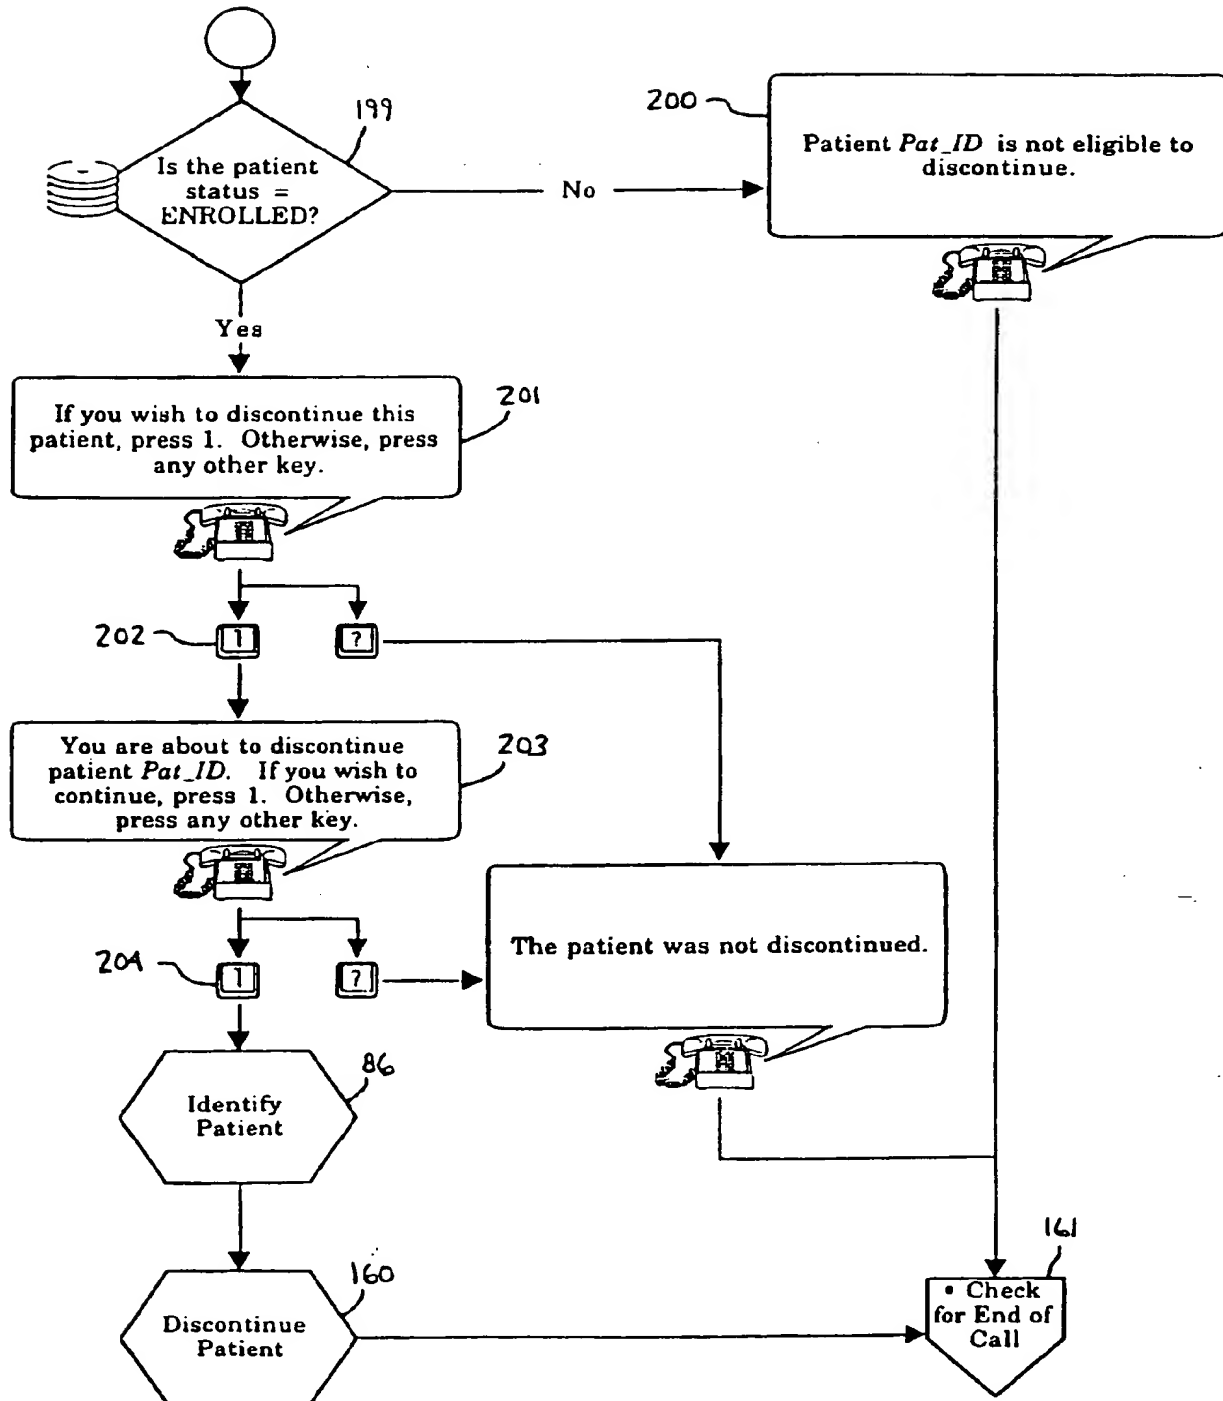 199
Is the patient
status =
ENROLLED?
No
200
Patient Pat_ID is not eligible to
discontinue.
Yes
201
If you wish to discontinue this
patient, press 1. Otherwise, press
any other key.
202
1
?
203
You are about to discontinue
patient Pat_ID. If you wish to
continue, press 1. Otherwise,
press any other key.
204
1
?
The patient was not discontinued.
86
Identify
Patient
160
Discontinue
Patient
161
• Check
for End of
Call